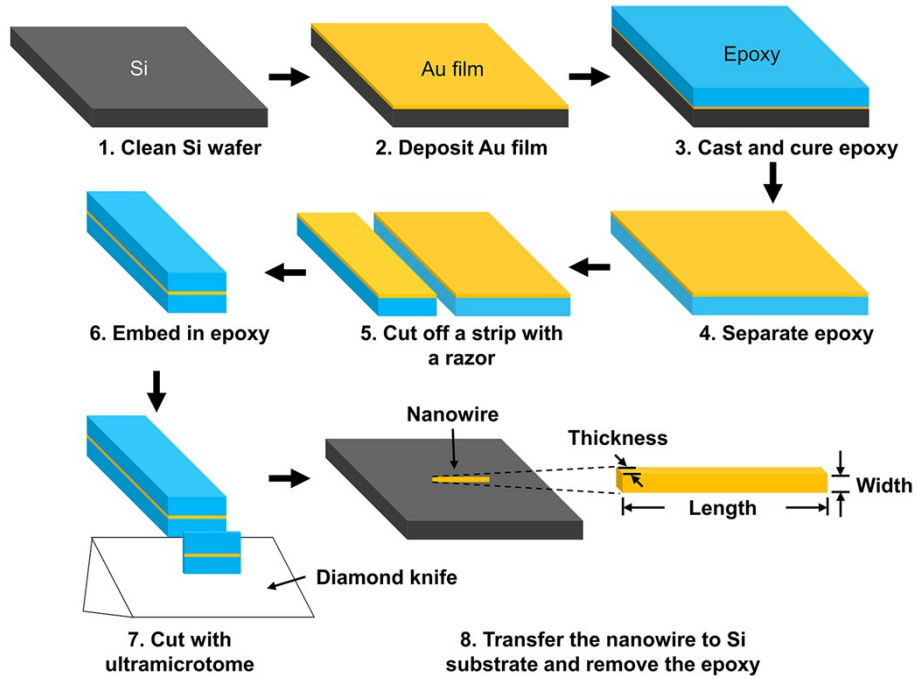 Si
1. Clean Si wafer
Au film
2. Deposit Au film
Epoxy
3. Cast and cure epoxy
4. Separate epoxy
5. Cut off a strip with
a razor
6. Embed in epoxy
Diamond knife
7. Cut with
ultramicrotome
Nanowire
Thickness
Width
Length
8. Transfer the nanowire to Si
substrate and remove the epoxy